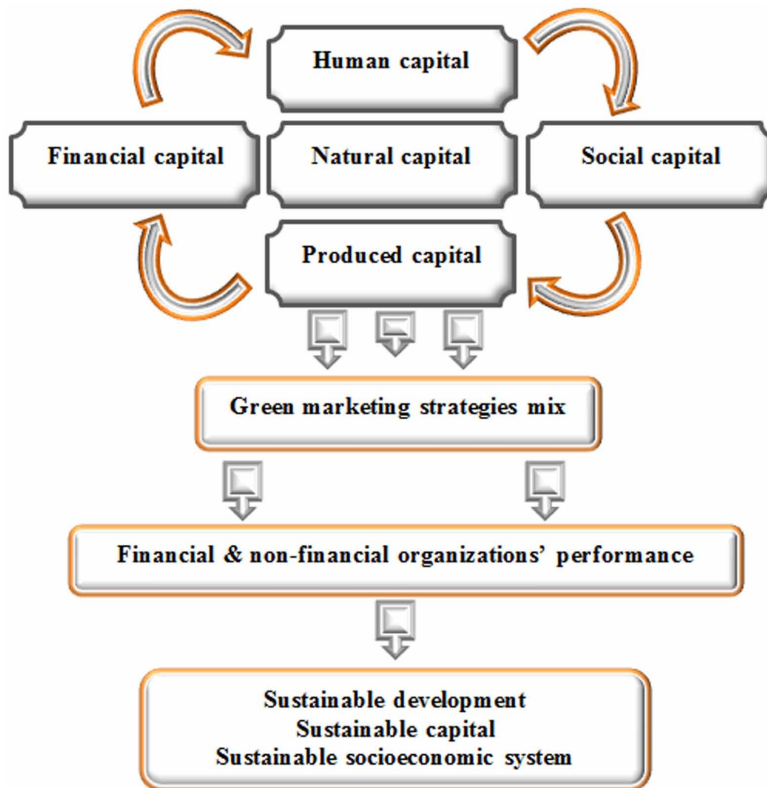 Human capital
Financial capital
Natural capital
Social capital
Produced capital
Green marketing strategies mix
Financial & non-financial organizations’ performance
Sustainable development
Sustainable capital
Sustainable socioeconomic system